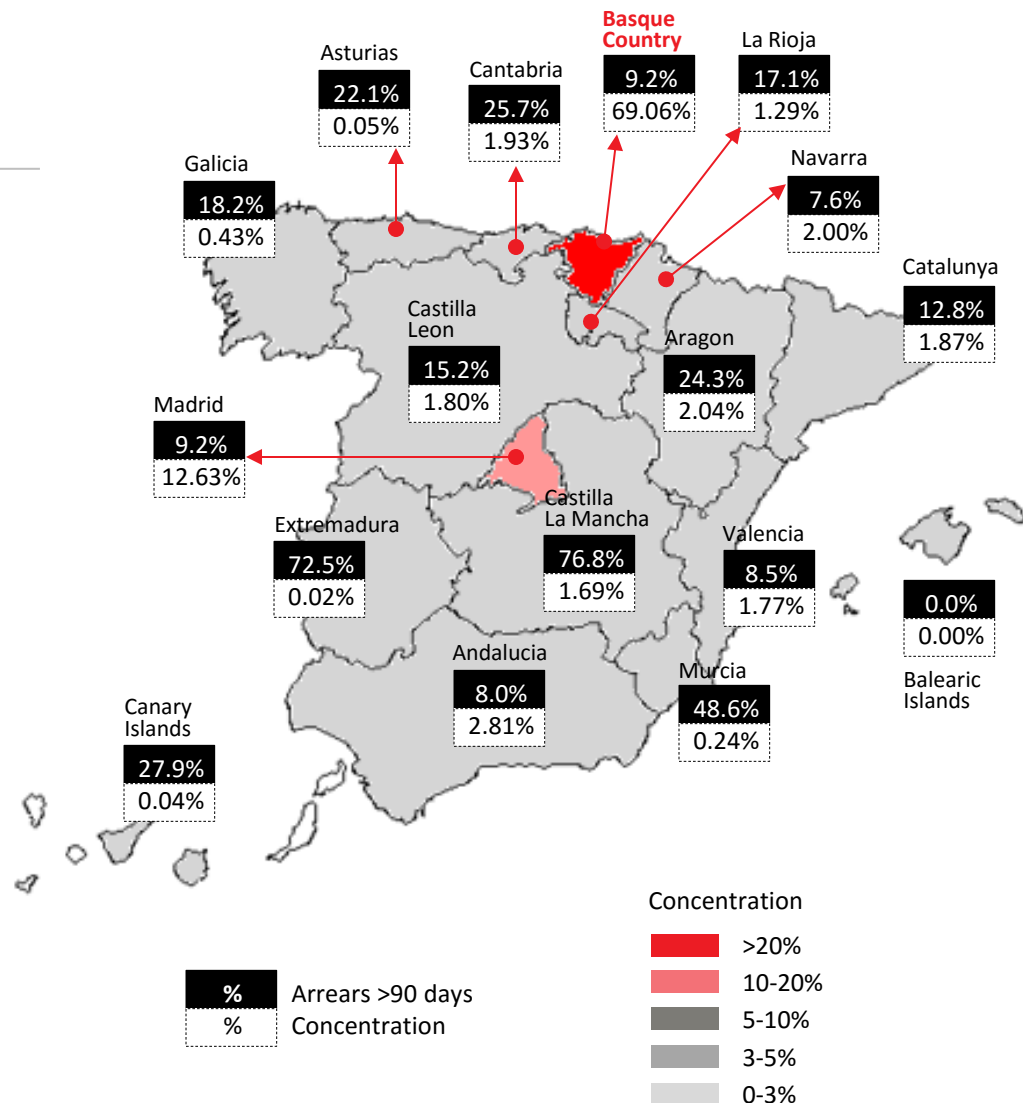 Basque
Country
9.2%
69.06%
La Rioja
17.1%
1.29%
Asturias
22.1%
0.05%
Cantabria
25.7%
1.93%
Galicia
18.2%
0.43%
Navarra
7.6%
2.00%
Catalunya
12.8%
1.87%
Castilla
Leon
15.2%
1.80%
Aragon
24.3%
2.04%
Madrid
9.2%
12.63%
Extremadura
72.5%
0.02%
Castilla
La Mancha
76.8%
1.69%
Valencia
8.5%
1.77%
0.0%
0.00%
Balearic
Islands
Andalucia
8.0%
2.81%
Murcia
48.6%
0.24%
Canary
Islands
27.9%
0.04%
Concentration
>20%
10-20%
5-10%
3-5%
0-3%
% Arrears >90 days
% Concentration